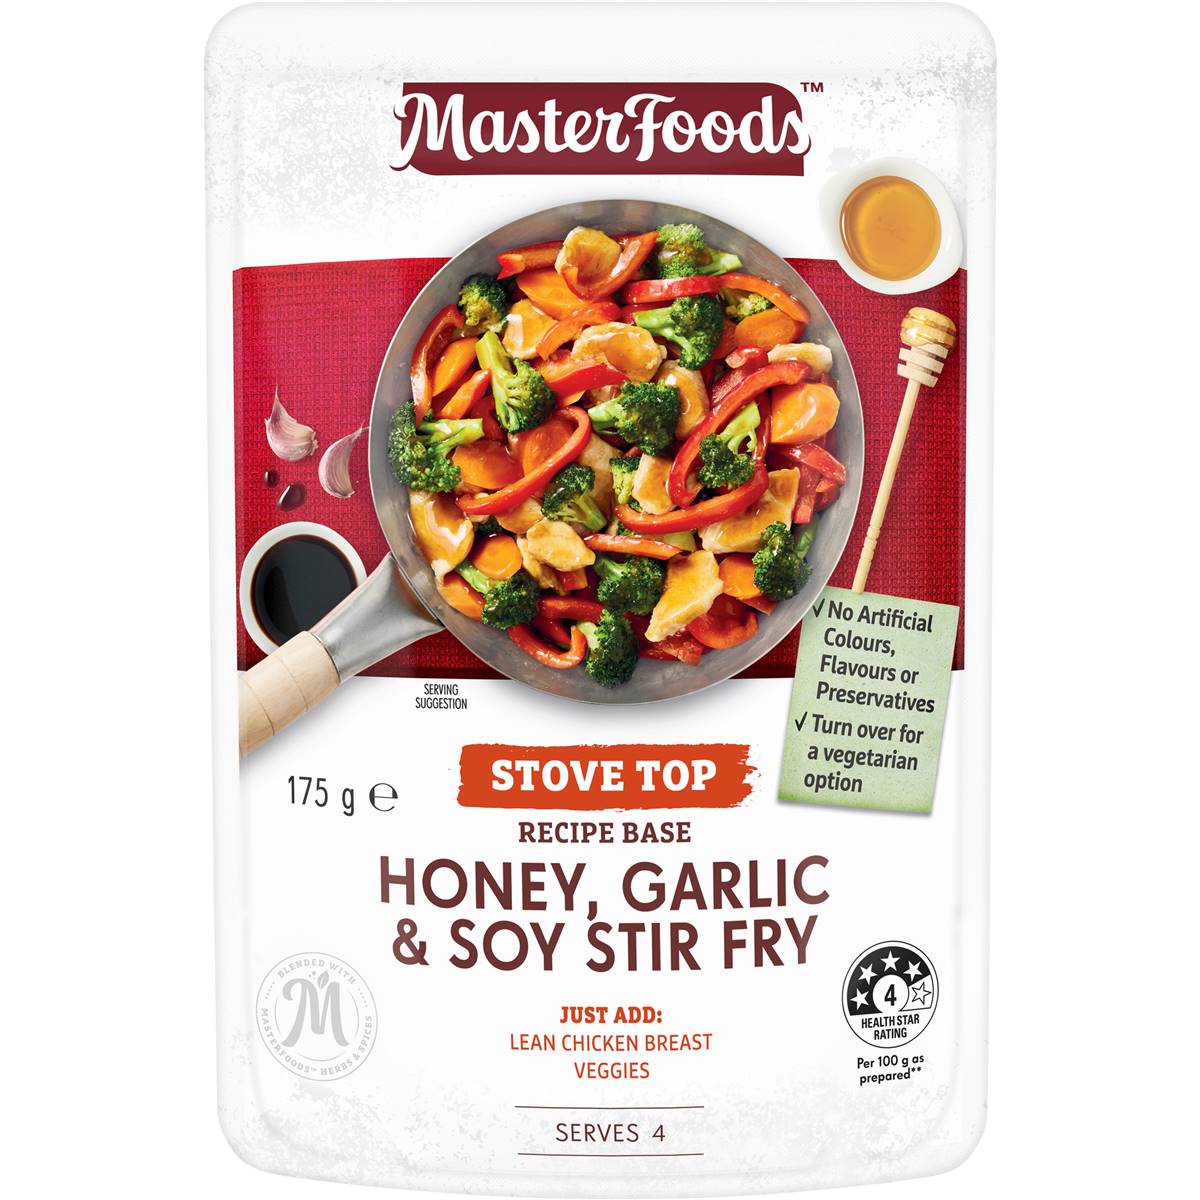 MasterFoods™
✓ No Artificial
Colours,
Flavours or
Preservatives
✓ Turn over for
a vegetarian
option
SERVING
SUGGESTION
175 g ℮
STOVE TOP
RECIPE BASE
HONEY, GARLIC
& SOY STIR FRY
BLENDED WITH
M
MASTERFOODS™ HERBS & SPICES
JUST ADD:
LEAN CHICKEN BREAST
VEGGIES
4
HEALTH STAR
RATING
Per 100 g as
prepared**
SERVES 4